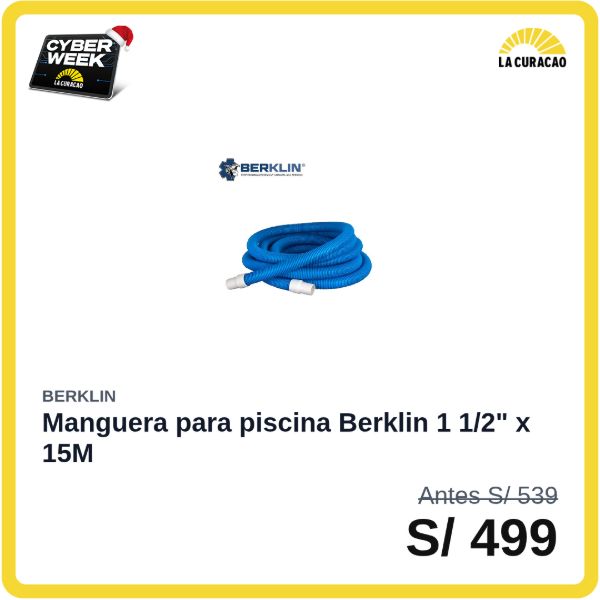 CYBER
WEEK
LA CURACAO
LA CURACAO
BERKLIN®
BERKLIN
Manguera para piscina Berklin 1 1/2" x
15M
Antes S/ 539
S/ 499